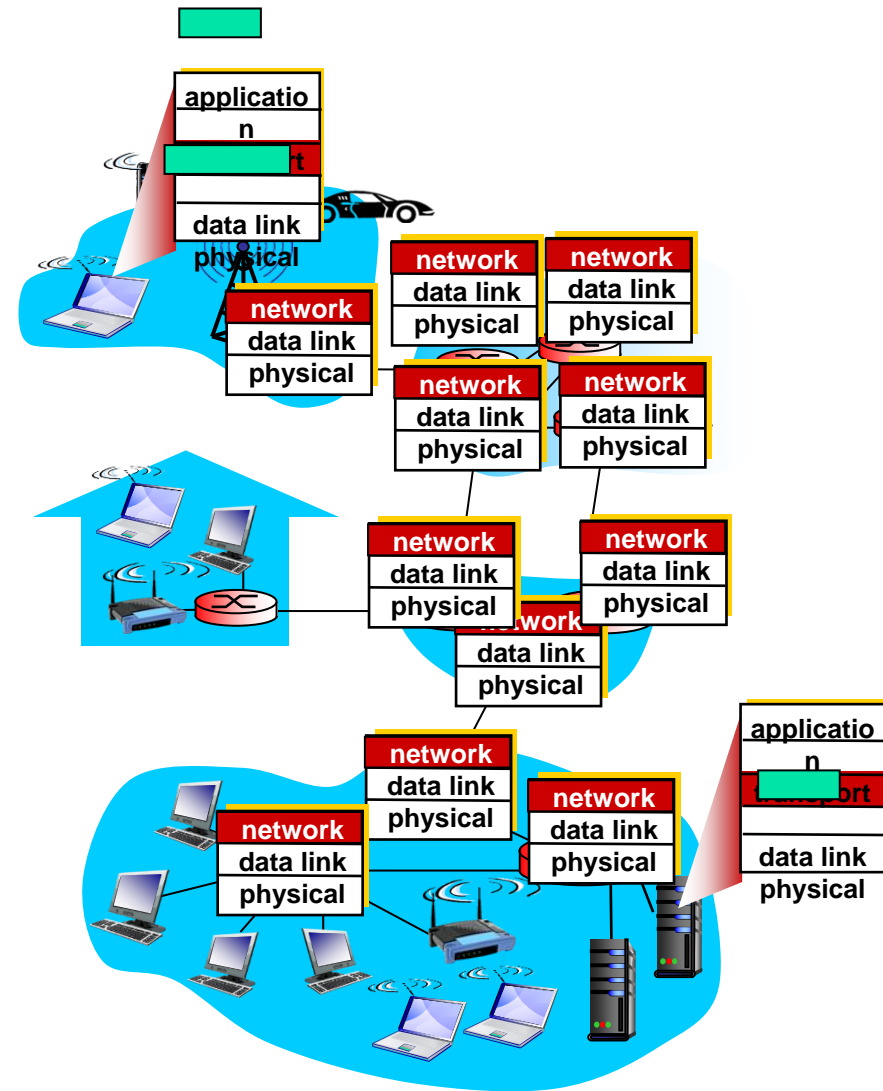 applicatio
n
rt
data link
physical
network
data link
physical
network
data link
physical
network
data link
physical
network
data link
physical
network
data link
physical
network
data link
physical
network
data link
physical
network
data link
physical
applicatio
n
transport
data link
physical
network
data link
physical
network
data link
physical
network
data link
physical